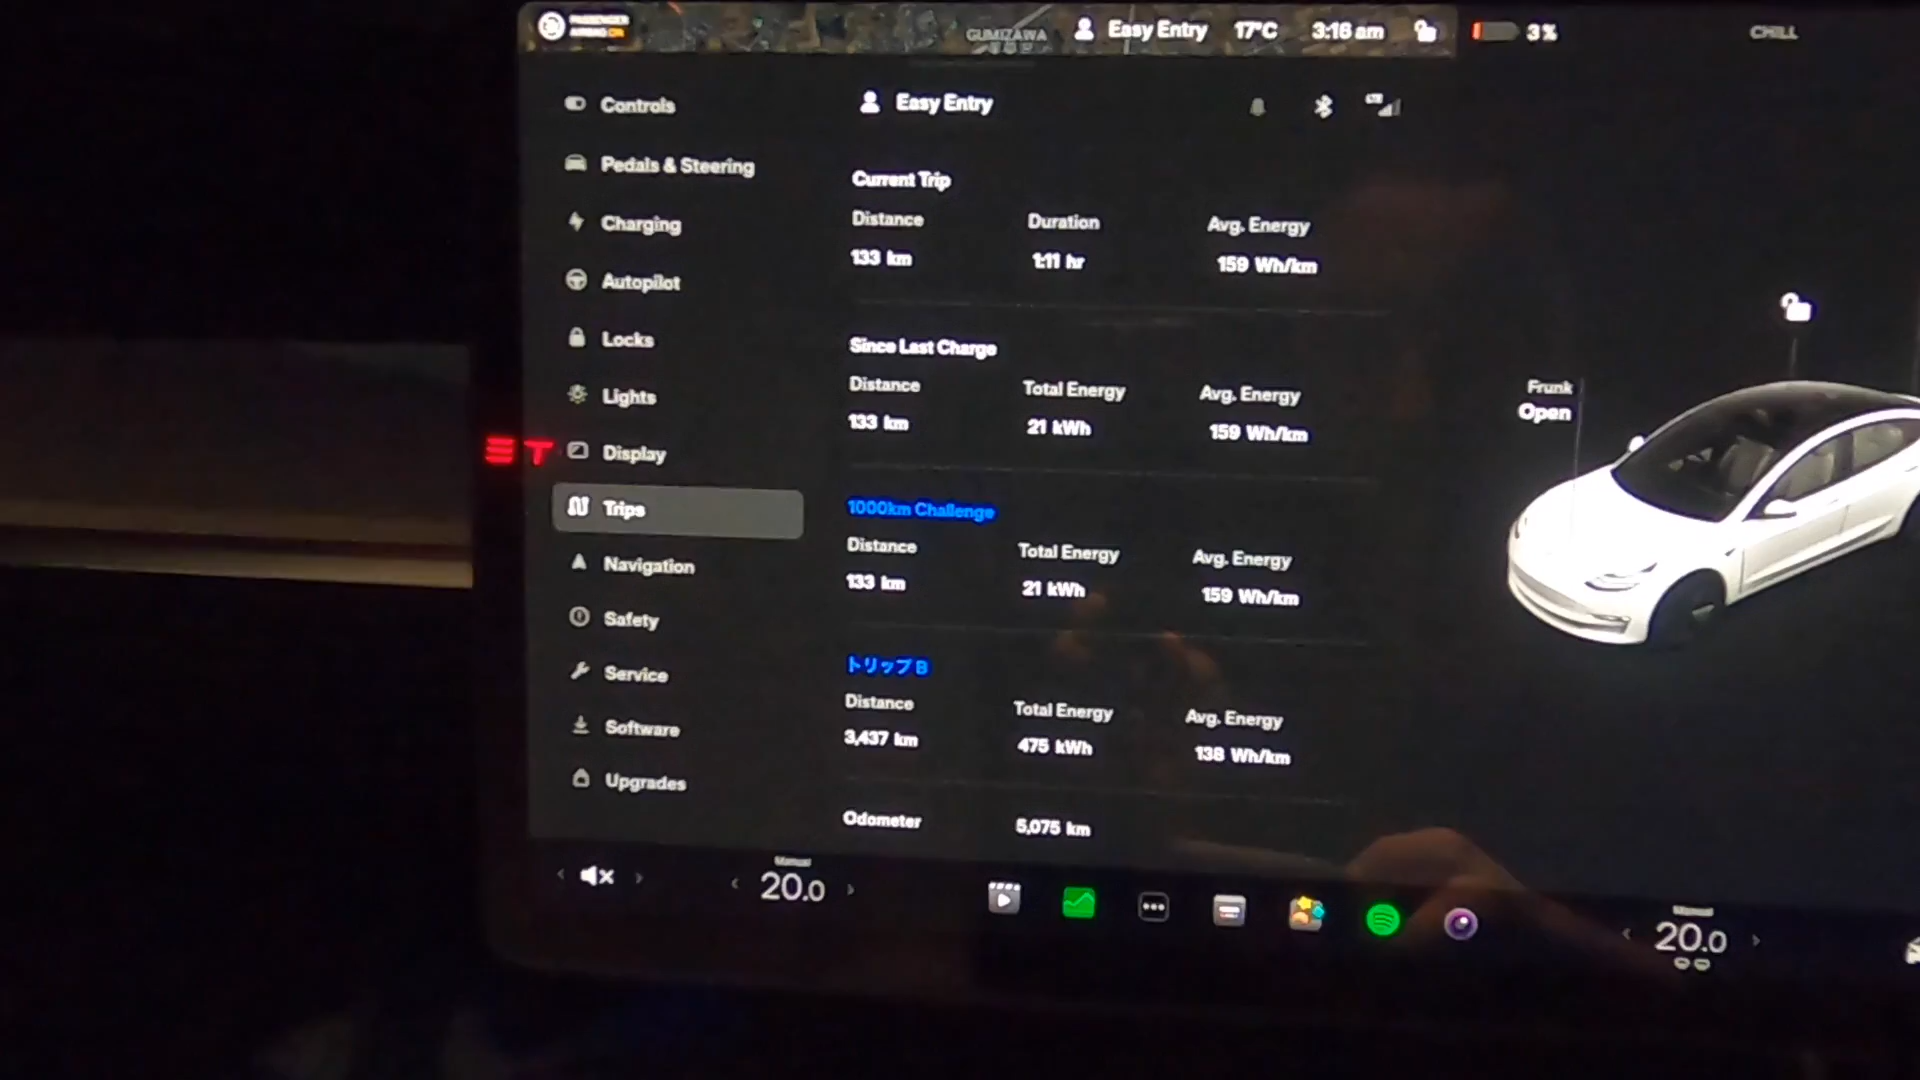 PASSENGER
AIRBAG
GUMIZAWA
Easy Entry
17°C
3:16 am
3%
CHILL
Controls
Pedals & Steering
Charging
Autopilot
Locks
Lights
Display
Trips
Navigation
Safety
Service
Software
Upgrades
Easy Entry
LTE
Current Trip
Distance Duration Avg. Energy
133 km 1:11 hr 159 Wh/km
Since Last Charge
Distance Total Energy Avg. Energy
133 km 21 kWh 159 Wh/km
1000km Challenge
Distance Total Energy Avg. Energy
133 km 21 kWh 159 Wh/km
トリップ B
Distance Total Energy Avg. Energy
3,437 km 475 kWh 138 Wh/km
Odometer 5,075 km
Frunk
Open
Manual
20.0
Manual
20.0